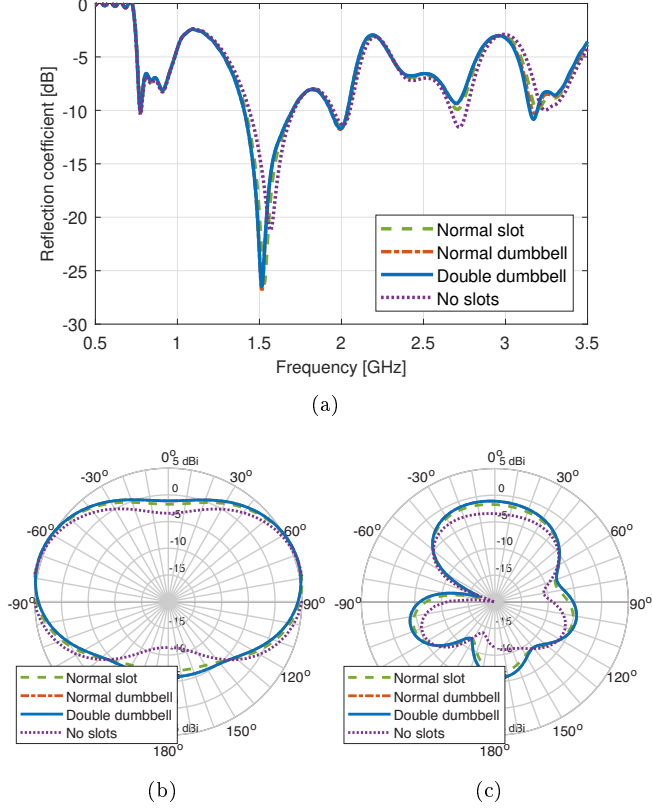 0
-5
-10
-15
-20
-25
-30
Reflection coefficient [dB]
Normal slot
Normal dumbbell
Double dumbbell
No slots
0.5 1 1.5 2 2.5 3 3.5
Frequency [GHz]
(a)
0° 5 dBi
-30° 30°
0
-60° -5 60°
-10
-15
-90° 90°
-15
120°
Normal slot
Normal dumbbell
Double dumbbell
No slots
150°
180°
(b)
0° 5 dBi
-30° 30°
0
-60° -5 60°
-10
-15
-90° 90°
-15
120°
Normal slot
Normal dumbbell
Double dumbbell
No slots
150°
180°
(c)